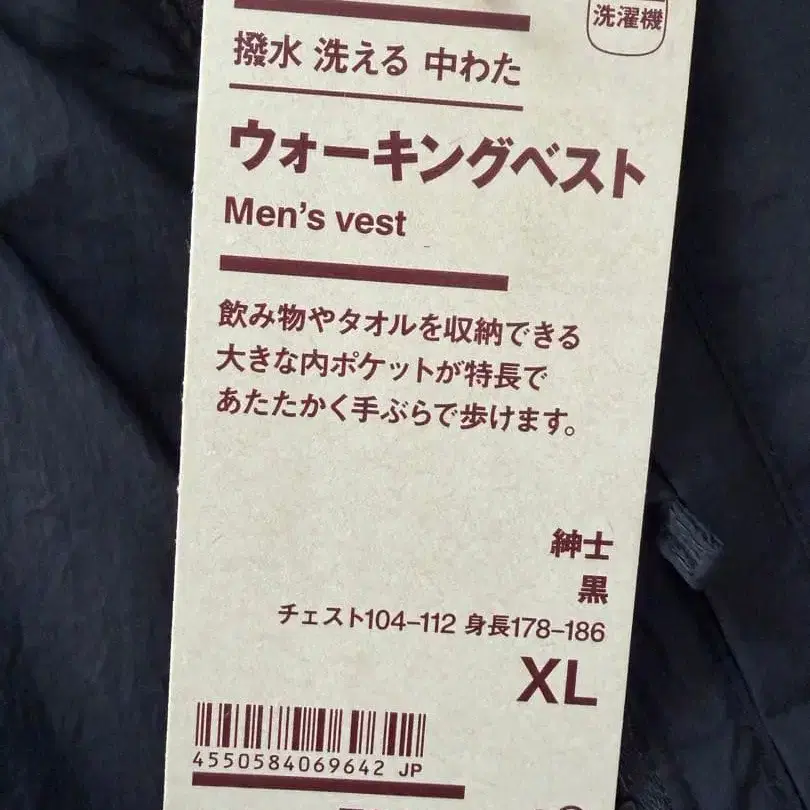 洗濯機
撥水 洗える 中わた
ウォーキングベスト
Men's vest
飲み物やタオルを収納できる
大きな内ポケットが特長で
あたたかく手ぶらで歩けます。
紳士
黒
チェスト104–112 身長178–186
XL
4550584069642 JP